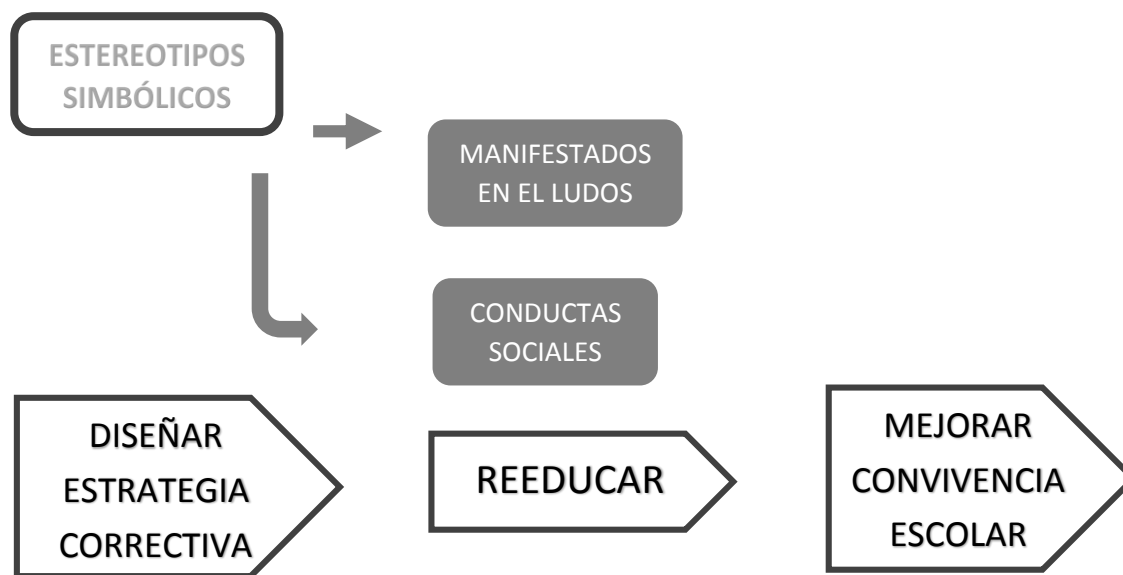 ESTEREOTIPOS
SIMBÓLICOS
MANIFESTADOS
EN EL LUDOS
CONDUCTAS
SOCIALES
DISEÑAR
ESTRATEGIA
CORRECTIVA
REEDUCAR
MEJORAR
CONVIVENCIA
ESCOLAR